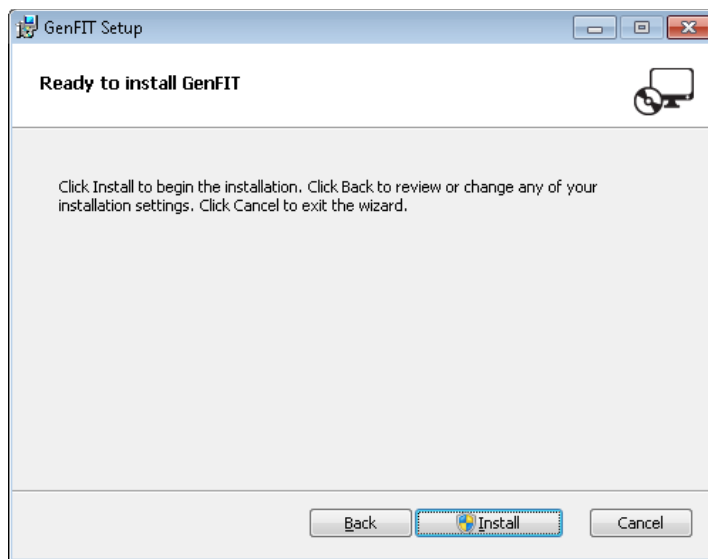 GenFIT Setup
Ready to install GenFIT
Click Install to begin the installation. Click Back to review or change any of your
installation settings. Click Cancel to exit the wizard.
Back Install Cancel